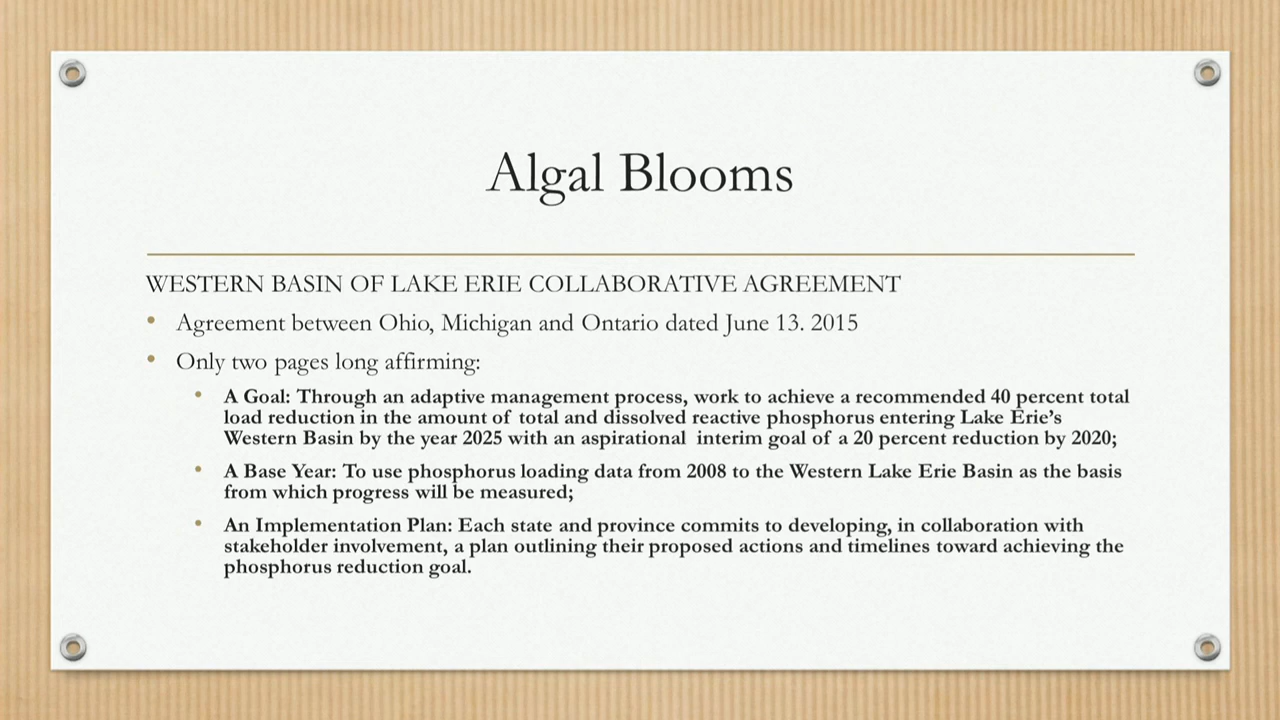 Algal Blooms
WESTERN BASIN OF LAKE ERIE COLLABORATIVE AGREEMENT
• Agreement between Ohio, Michigan and Ontario dated June 13. 2015
• Only two pages long affirming:
• A Goal: Through an adaptive management process, work to achieve a recommended 40 percent total
load reduction in the amount of total and dissolved reactive phosphorus entering Lake Erie’s
Western Basin by the year 2025 with an aspirational interim goal of a 20 percent reduction by 2020;
• A Base Year: To use phosphorus loading data from 2008 to the Western Lake Erie Basin as the basis
from which progress will be measured;
• An Implementation Plan: Each state and province commits to developing, in collaboration with
stakeholder involvement, a plan outlining their proposed actions and timelines toward achieving the
phosphorus reduction goal.